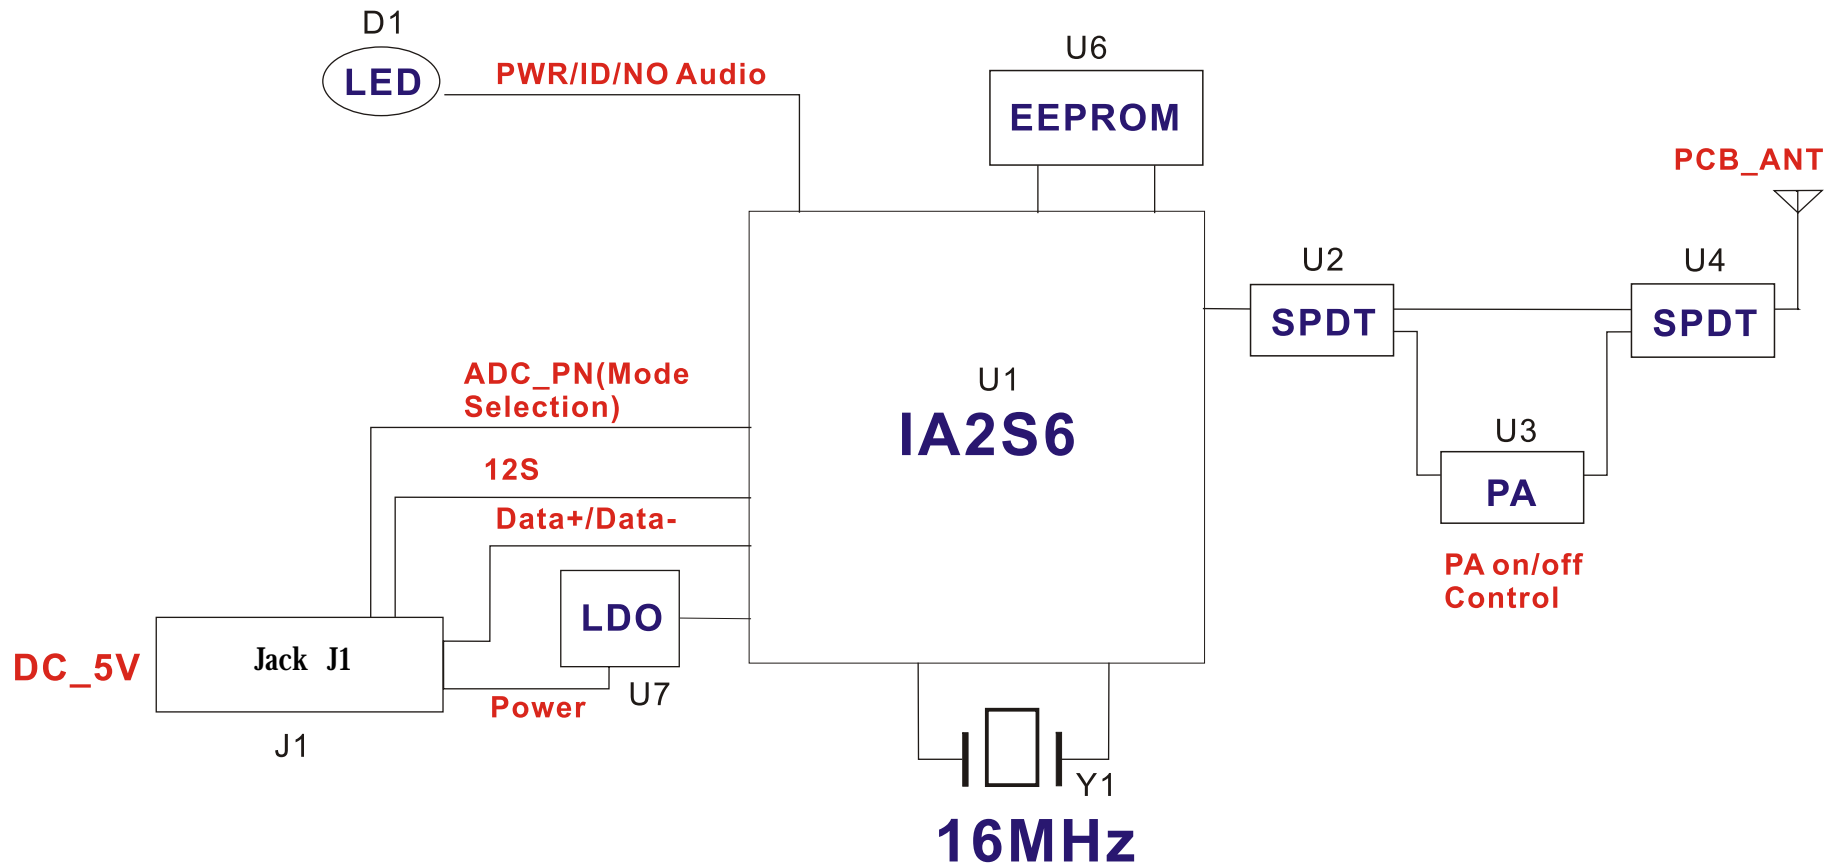 D1
LED
PWR/ID/NO Audio
U6
EEPROM
PCB_ANT
U2
SPDT
U4
SPDT
ADC_PN(Mode
Selection)
U1
IA2S6
U3
PA
12S
Data+/Data-
PA on/off
Control
LDO
U7
DC_5V
Jack J1
Power
J1
Y1
16MHz